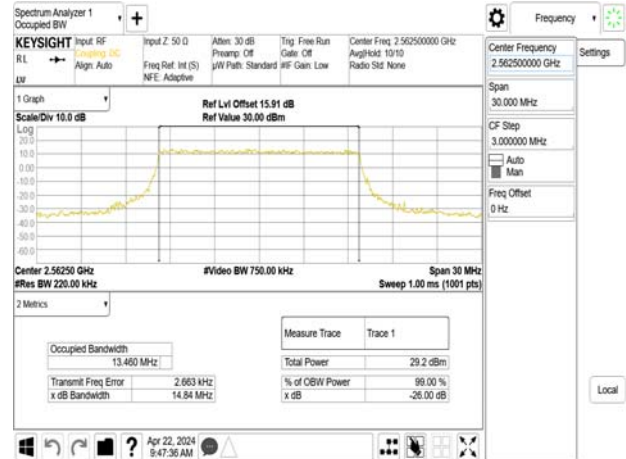 Spectrum Analyzer 1
Occupied BW
Frequency
KEYSIGHT
Input: RF
Coupling: DC
Align: Auto
Input Z: 50 Ω
Freq Ref: Int (S)
NFE: Adaptive
Atten: 30 dB
Preamp: Off
µW Path: Standard
Trig: Free Run
Gate: Off
#IF Gain: Low
Center Freq: 2.562500000 GHz
Avg|Hold: 10/10
Radio Std: None
RL
1 Graph
Scale/Div 10.0 dB
Ref Lvl Offset 15.91 dB
Ref Value 30.00 dBm
Log
20.0
10.0
0.00
-10.0
-20.0
-30.0
-40.0
-50.0
-60.0
Center 2.56250 GHz
#Video BW 750.00 kHz
Span 30 MHz
#Res BW 220.00 kHz
Sweep 1.00 ms (1001 pts)
2 Metrics
Measure Trace Trace 1
Occupied Bandwidth
13.460 MHz
Total Power 29.2 dBm
Transmit Freq Error 2.663 kHz
% of OBW Power 99.00 %
x dB Bandwidth 14.84 MHz
x dB -26.00 dB
Center Frequency
2.562500000 GHz
Settings
Span
30.000 MHz
CF Step
3.000000 MHz
Auto
Man
Freq Offset
0 Hz
Local
Apr 22, 2024
9:47:36 AM